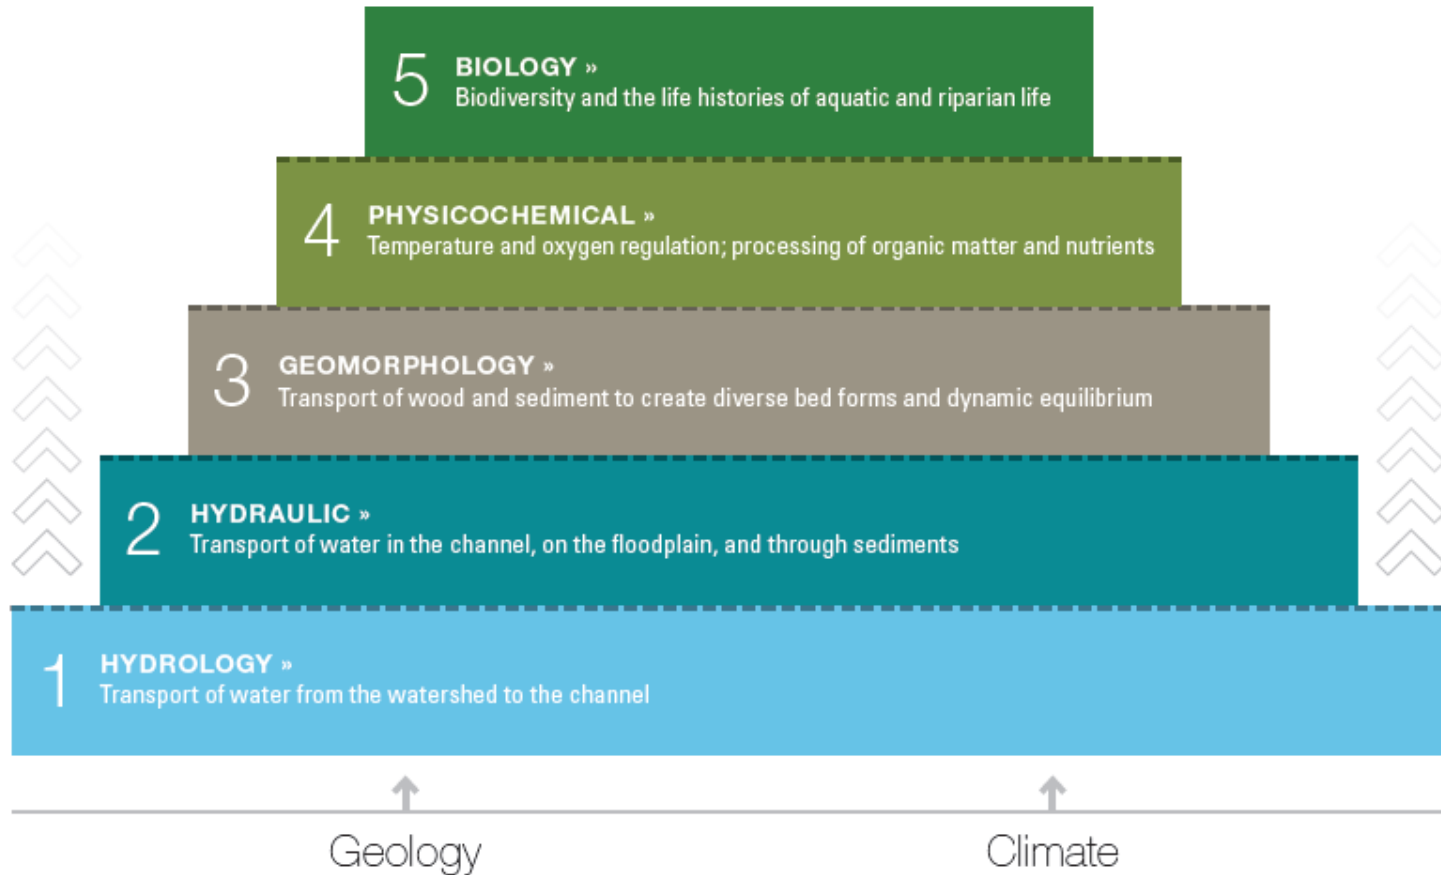 5 BIOLOGY »
Biodiversity and the life histories of aquatic and riparian life
4 PHYSICOCHEMICAL »
Temperature and oxygen regulation; processing of organic matter and nutrients
3 GEOMORPHOLOGY »
Transport of wood and sediment to create diverse bed forms and dynamic equilibrium
2 HYDRAULIC »
Transport of water in the channel, on the floodplain, and through sediments
1 HYDROLOGY »
Transport of water from the watershed to the channel
Geology Climate